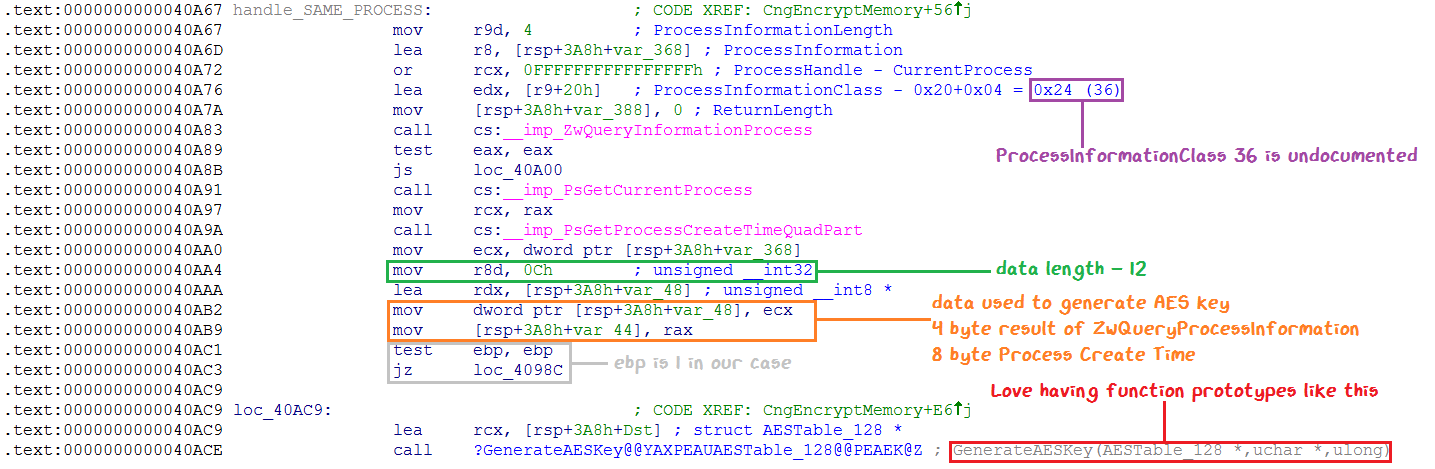 .text:0000000000040A67 handle_SAME_PROCESS: ; CODE XREF: CngEncryptMemory+56↑j
.text:0000000000040A67 mov r9d, 4 ; ProcessInformationLength
.text:0000000000040A6D lea r8, [rsp+3A8h+var_368] ; ProcessInformation
.text:0000000000040A72 or rcx, 0FFFFFFFFFFFFFFFFh ; ProcessHandle - CurrentProcess
.text:0000000000040A76 lea edx, [r9+20h] ; ProcessInformationClass - 0x20+0x04 = 0x24 (36)
.text:0000000000040A7A mov [rsp+3A8h+var_388], 0 ; ReturnLength
.text:0000000000040A83 call cs:__imp_ZwQueryInformationProcess
.text:0000000000040A89 test eax, eax
ProcessInformationClass 36 is undocumented
.text:0000000000040A8B js loc_40A00
.text:0000000000040A91 call cs:__imp_PsGetCurrentProcess
.text:0000000000040A97 mov rcx, rax
.text:0000000000040A9A call cs:__imp_PsGetProcessCreateTimeQuadPart
.text:0000000000040AA0 mov ecx, dword ptr [rsp+3A8h+var_368]
.text:0000000000040AA4 mov r8d, 0Ch ; unsigned __int32
data length - 12
.text:0000000000040AAA lea rdx, [rsp+3A8h+var_48] ; unsigned __int8 *
.text:0000000000040AB2 mov dword ptr [rsp+3A8h+var_48], ecx
.text:0000000000040AB9 mov [rsp+3A8h+var_44], rax
data used to generate AES key
4 byte result of ZwQueryProcessInformation
8 byte Process Create Time
.text:0000000000040AC1 test ebp, ebp
.text:0000000000040AC3 jz loc_4098C
ebp is 1 in our case
.text:0000000000040AC9
Love having function prototypes like this
.text:0000000000040AC9 loc_40AC9: ; CODE XREF: CngEncryptMemory+E6↑j
.text:0000000000040AC9 lea rcx, [rsp+3A8h+Dst] ; struct AESTable_128 *
.text:0000000000040ACE call ?GenerateAESKey@@YAXPEAUAESTable_128@@PEAEK@Z ; GenerateAESKey(AESTable_128 *,uchar *,ulong)